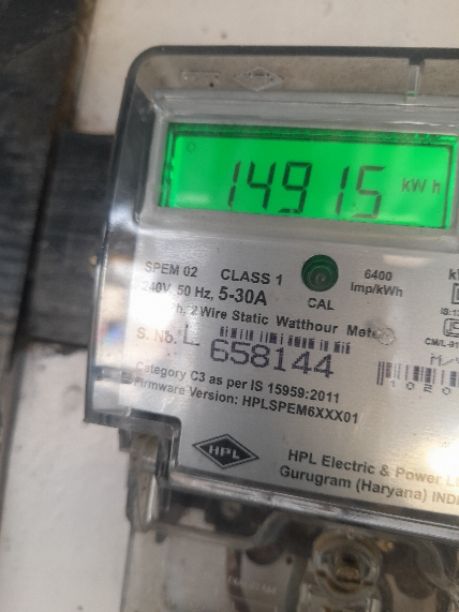 14915 kWh
SPEM 02 CLASS 1 6400
240V, 50 Hz, 5-30A Imp/kWh
CAL
2 Wire Static Watthour Meter
S. No. L 658144
Category C3 as per IS 15959:2011
Firmware Version: HPLSPEM6XXX01
HPL
HPL Electric & Power
Gurugram (Haryana)